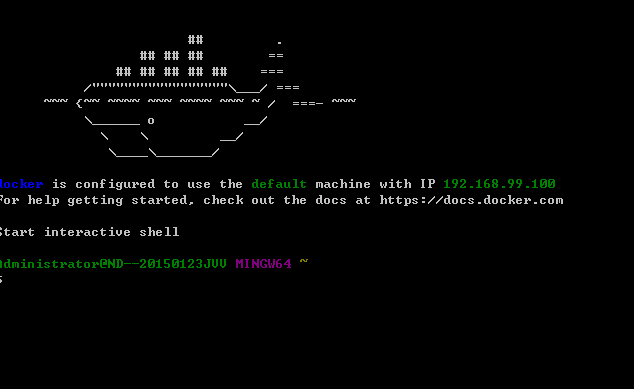 ##         .
                  ## ## ##        ==
               ## ## ## ## ##    ===
           /"""""""""""""""""\___/ ===
      ~~~ {~~ ~~~~ ~~~ ~~~~ ~~~ ~ /  ===- ~~~
           \______ o           __/
             \    \         __/
              \____\_______/
docker is configured to use the default machine with IP 192.168.99.100
For help getting started, check out the docs at https://docs.docker.com
Start interactive shell
Administrator@ND--20150123JVV MINGW64 ~
$